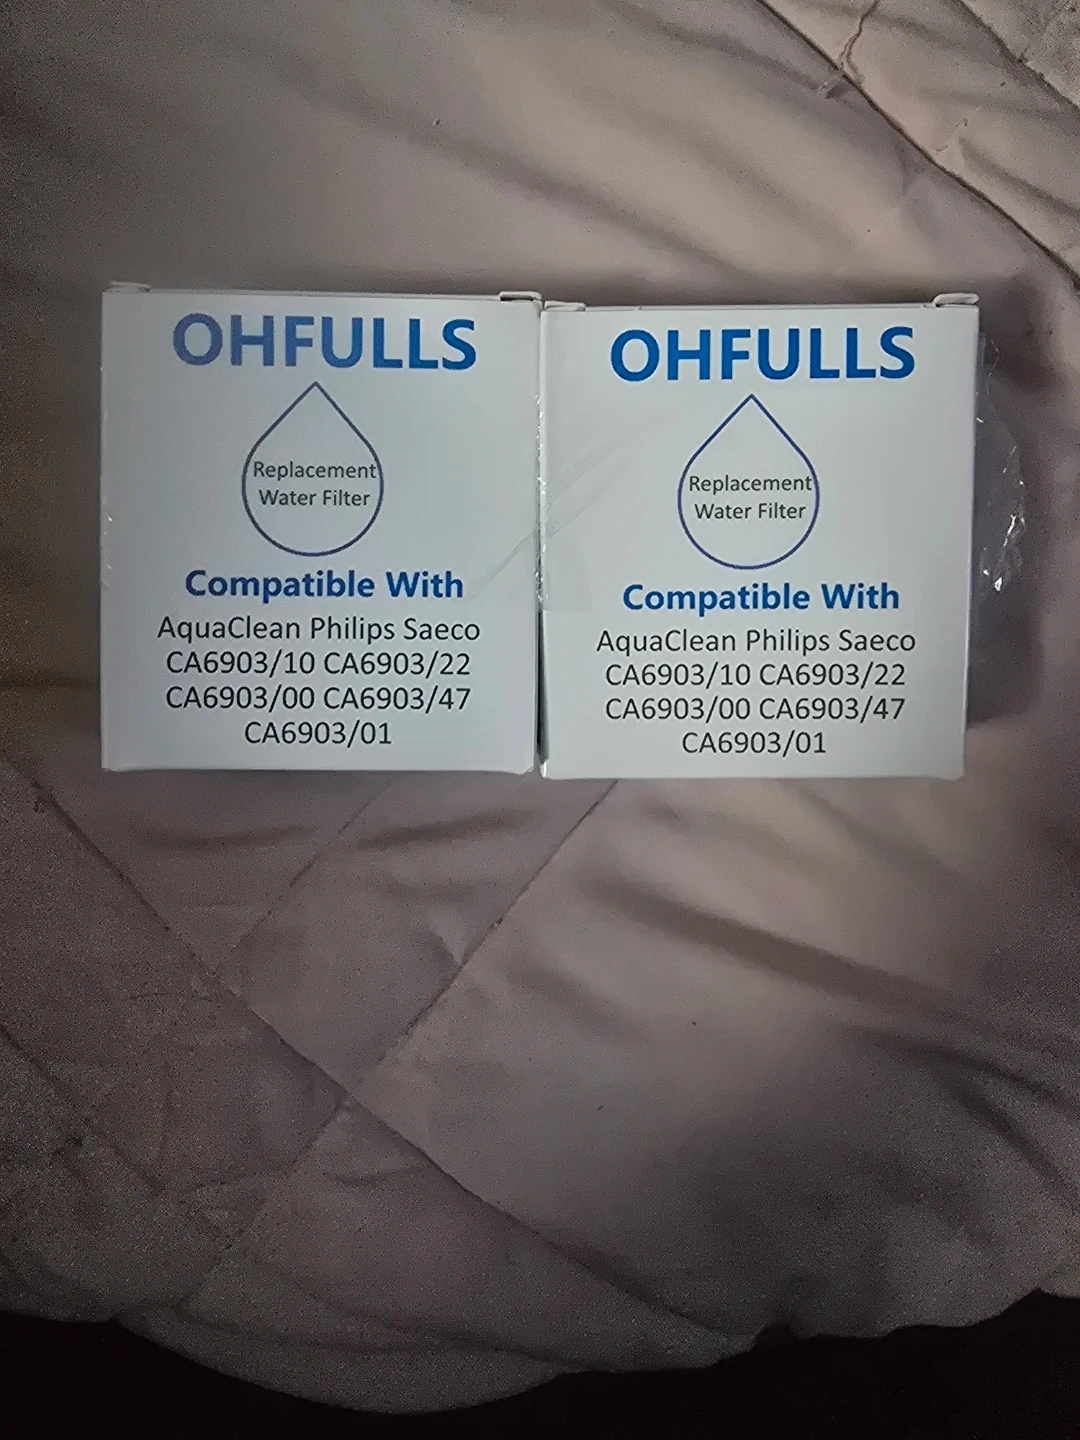 OHFULLS
Replacement
Water Filter
Compatible With
AquaClean Philips Saeco
CA6903/10 CA6903/22
CA6903/00 CA6903/47
CA6903/01
OHFULLS
Replacement
Water Filter
Compatible With
AquaClean Philips Saeco
CA6903/10 CA6903/22
CA6903/00 CA6903/47
CA6903/01